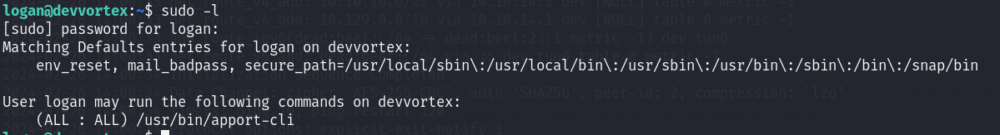 logan@devvortex:~$ sudo -l
[sudo] password for logan:
Matching Defaults entries for logan on devvortex:
    env_reset, mail_badpass, secure_path=/usr/local/sbin\:/usr/local/bin\:/usr/sbin\:/usr/bin\:/sbin\:/bin\:/snap/bin
User logan may run the following commands on devvortex:
    (ALL : ALL) /usr/bin/apport-cli
logan@devvortex:~$